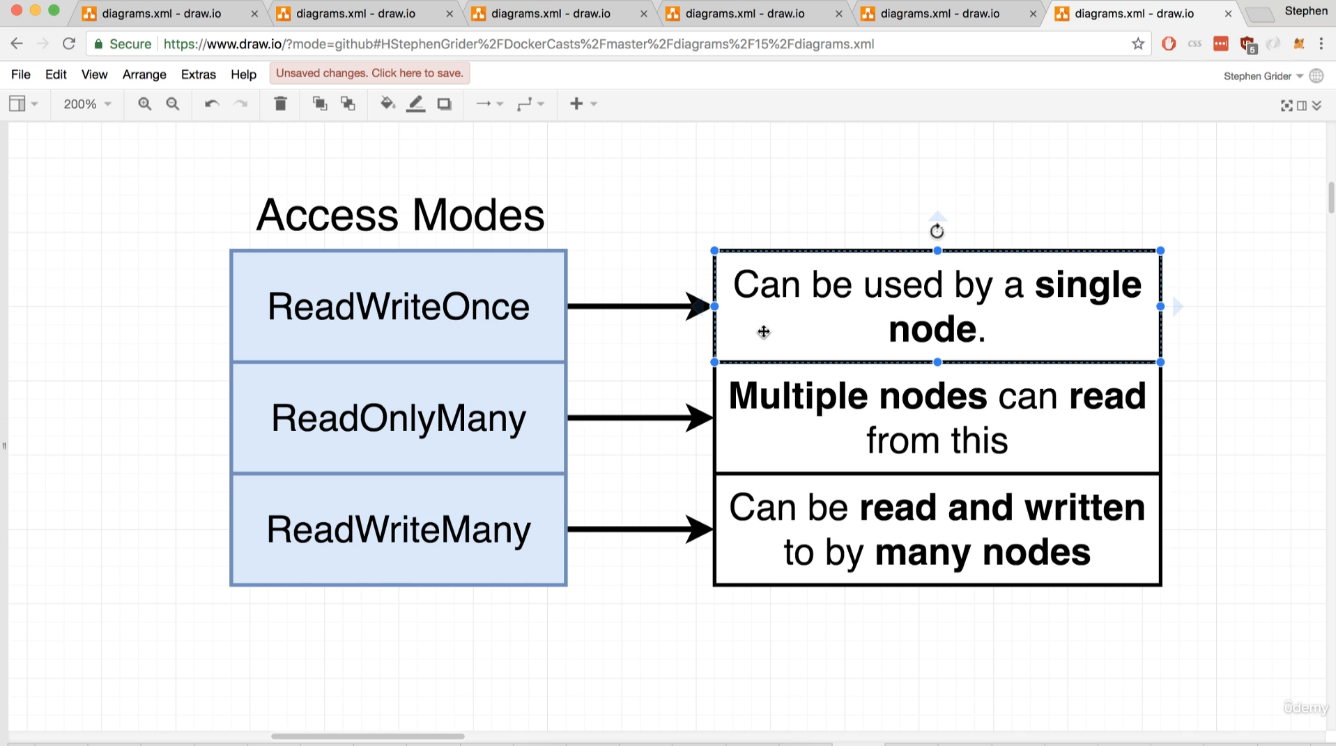 diagrams.xml - draw.io
diagrams.xml - draw.io
diagrams.xml - draw.io
diagrams.xml - draw.io
diagrams.xml - draw.io
diagrams.xml - draw.io
Stephen
Secure
https://www.draw.io/?mode=github#HStephenGrider%2FDockerCasts%2Fmaster%2Fdiagrams%2F15%2Fdiagrams.xml
css
5
File Edit View Arrange Extras Help Unsaved changes. Click here to save.
Stephen Grider
200%
Access Modes
ReadWriteOnce
Can be used by a single
node.
ReadOnlyMany
Multiple nodes can read
from this
ReadWriteMany
Can be read and written
to by many nodes
ûdemy